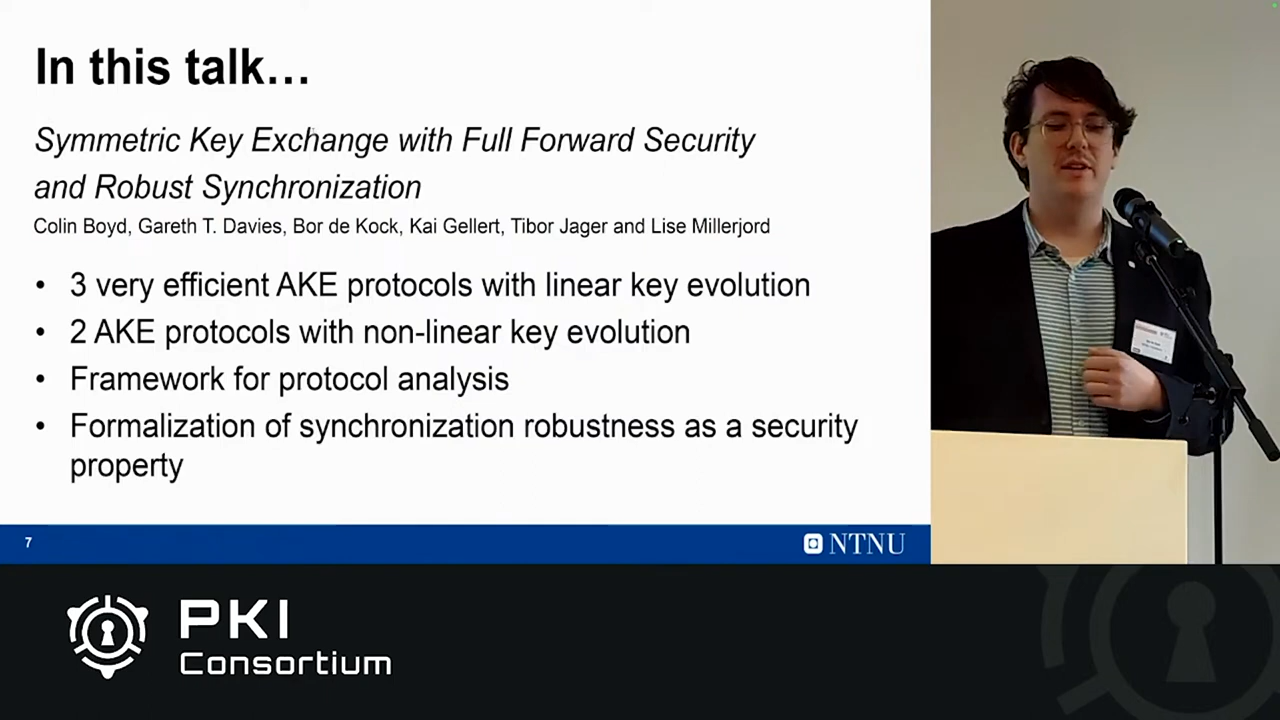 In this talk…
Symmetric Key Exchange with Full Forward Security
and Robust Synchronization
Colin Boyd, Gareth T. Davies, Bor de Kock, Kai Gellert, Tibor Jager and Lise Millerjord
• 3 very efficient AKE protocols with linear key evolution
• 2 AKE protocols with non-linear key evolution
• Framework for protocol analysis
• Formalization of synchronization robustness as a security
property
7
NTNU
PKI
Consortium